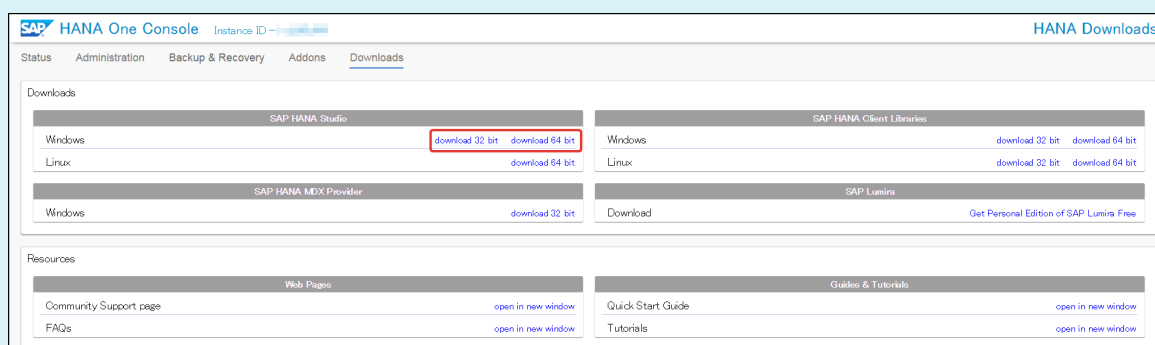 SAP HANA One Console Instance ID - HANA Downloads
Status Administration Backup & Recovery Addons Downloads
Downloads
SAP HANA Studio
Windows download 32 bit download 64 bit
Linux download 64 bit
SAP HANA Client Libraries
Windows download 32 bit download 64 bit
Linux download 32 bit download 64 bit
SAP HANA MDX Provider
Windows download 32 bit
SAP Lumira
Download Get Personal Edition of SAP Lumira Free
Resources
Web Pages
Community Support page open in new window
FAQs open in new window
Guides & Tutorials
Quick Start Guide open in new window
Tutorials open in new window